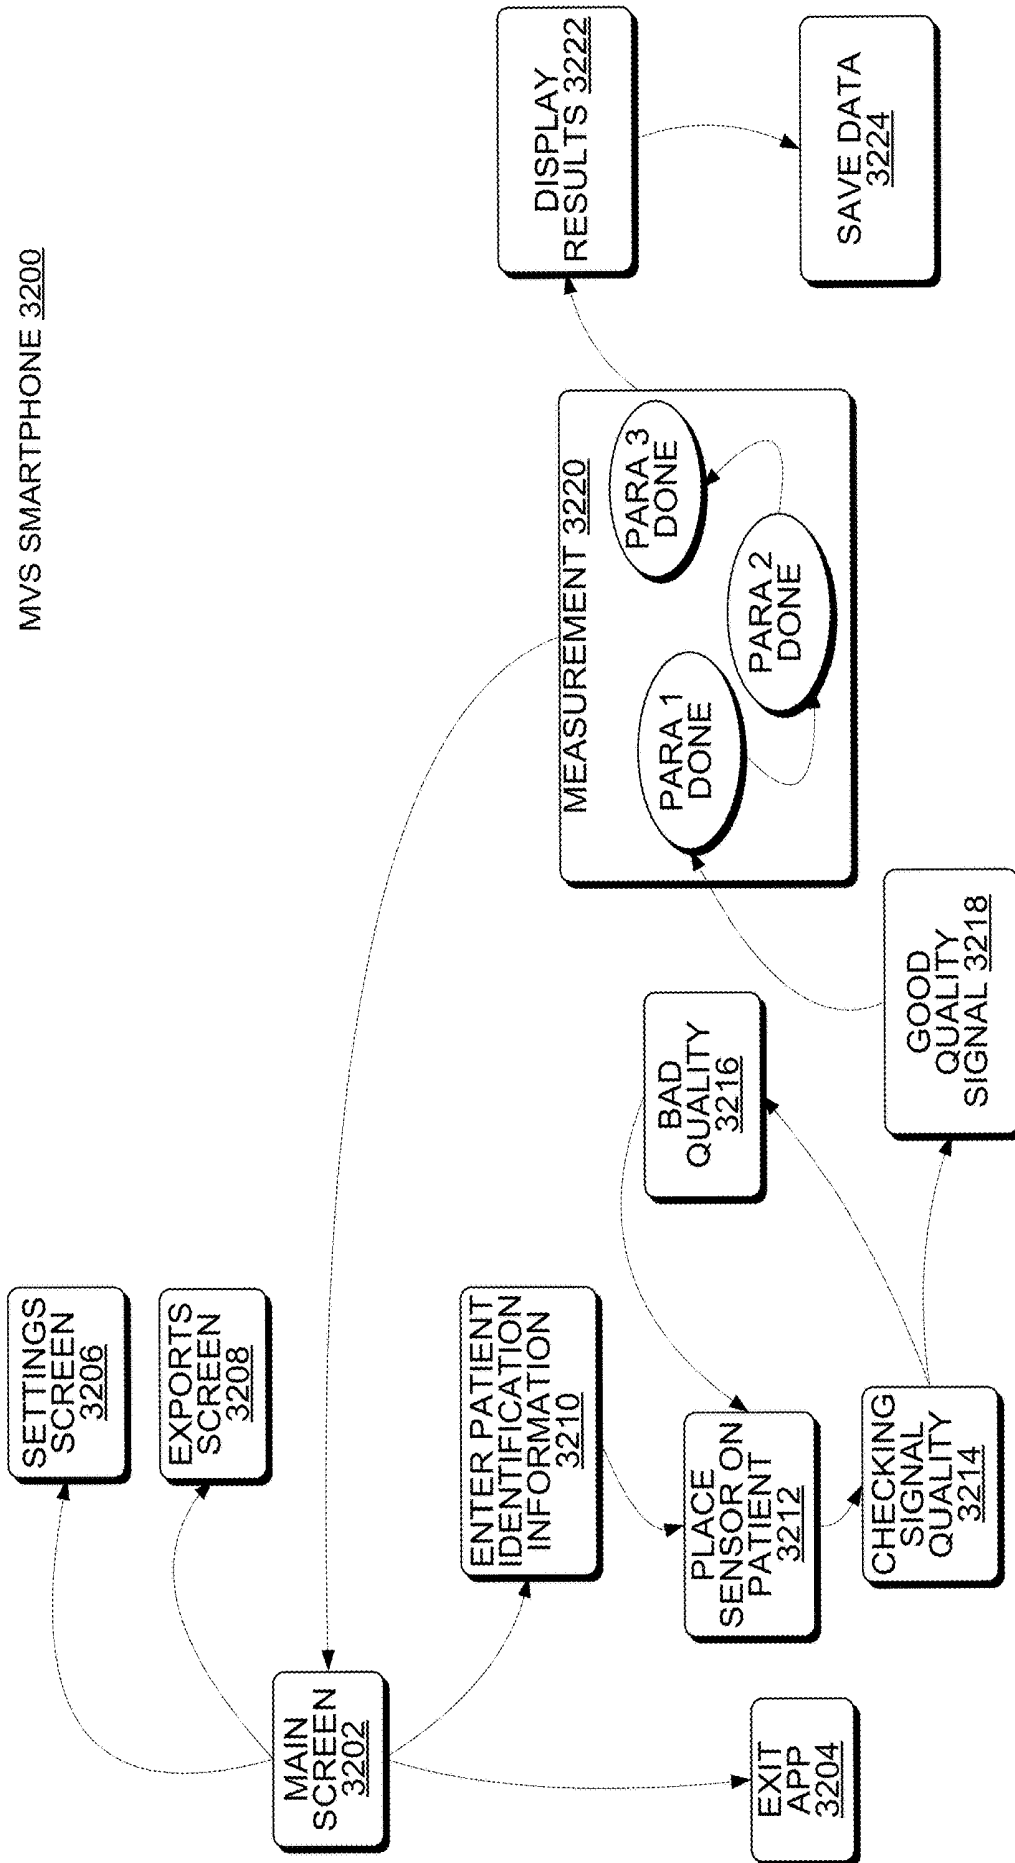 MVS SMARTPHONE 3200
SETTINGS
SCREEN
3206
EXPORTS
SCREEN
3208
MAIN
SCREEN
3202
ENTER PATIENT
IDENTIFICATION
INFORMATION
3210
EXIT
APP
3204
PLACE
SENSOR ON
PATIENT
3212
CHECKING
SIGNAL
QUALITY
3214
BAD
QUALITY
3216
GOOD
QUALITY
SIGNAL 3218
MEASUREMENT 3220
PARA 1
DONE
PARA 2
DONE
PARA 3
DONE
DISPLAY
RESULTS 3222
SAVE DATA
3224